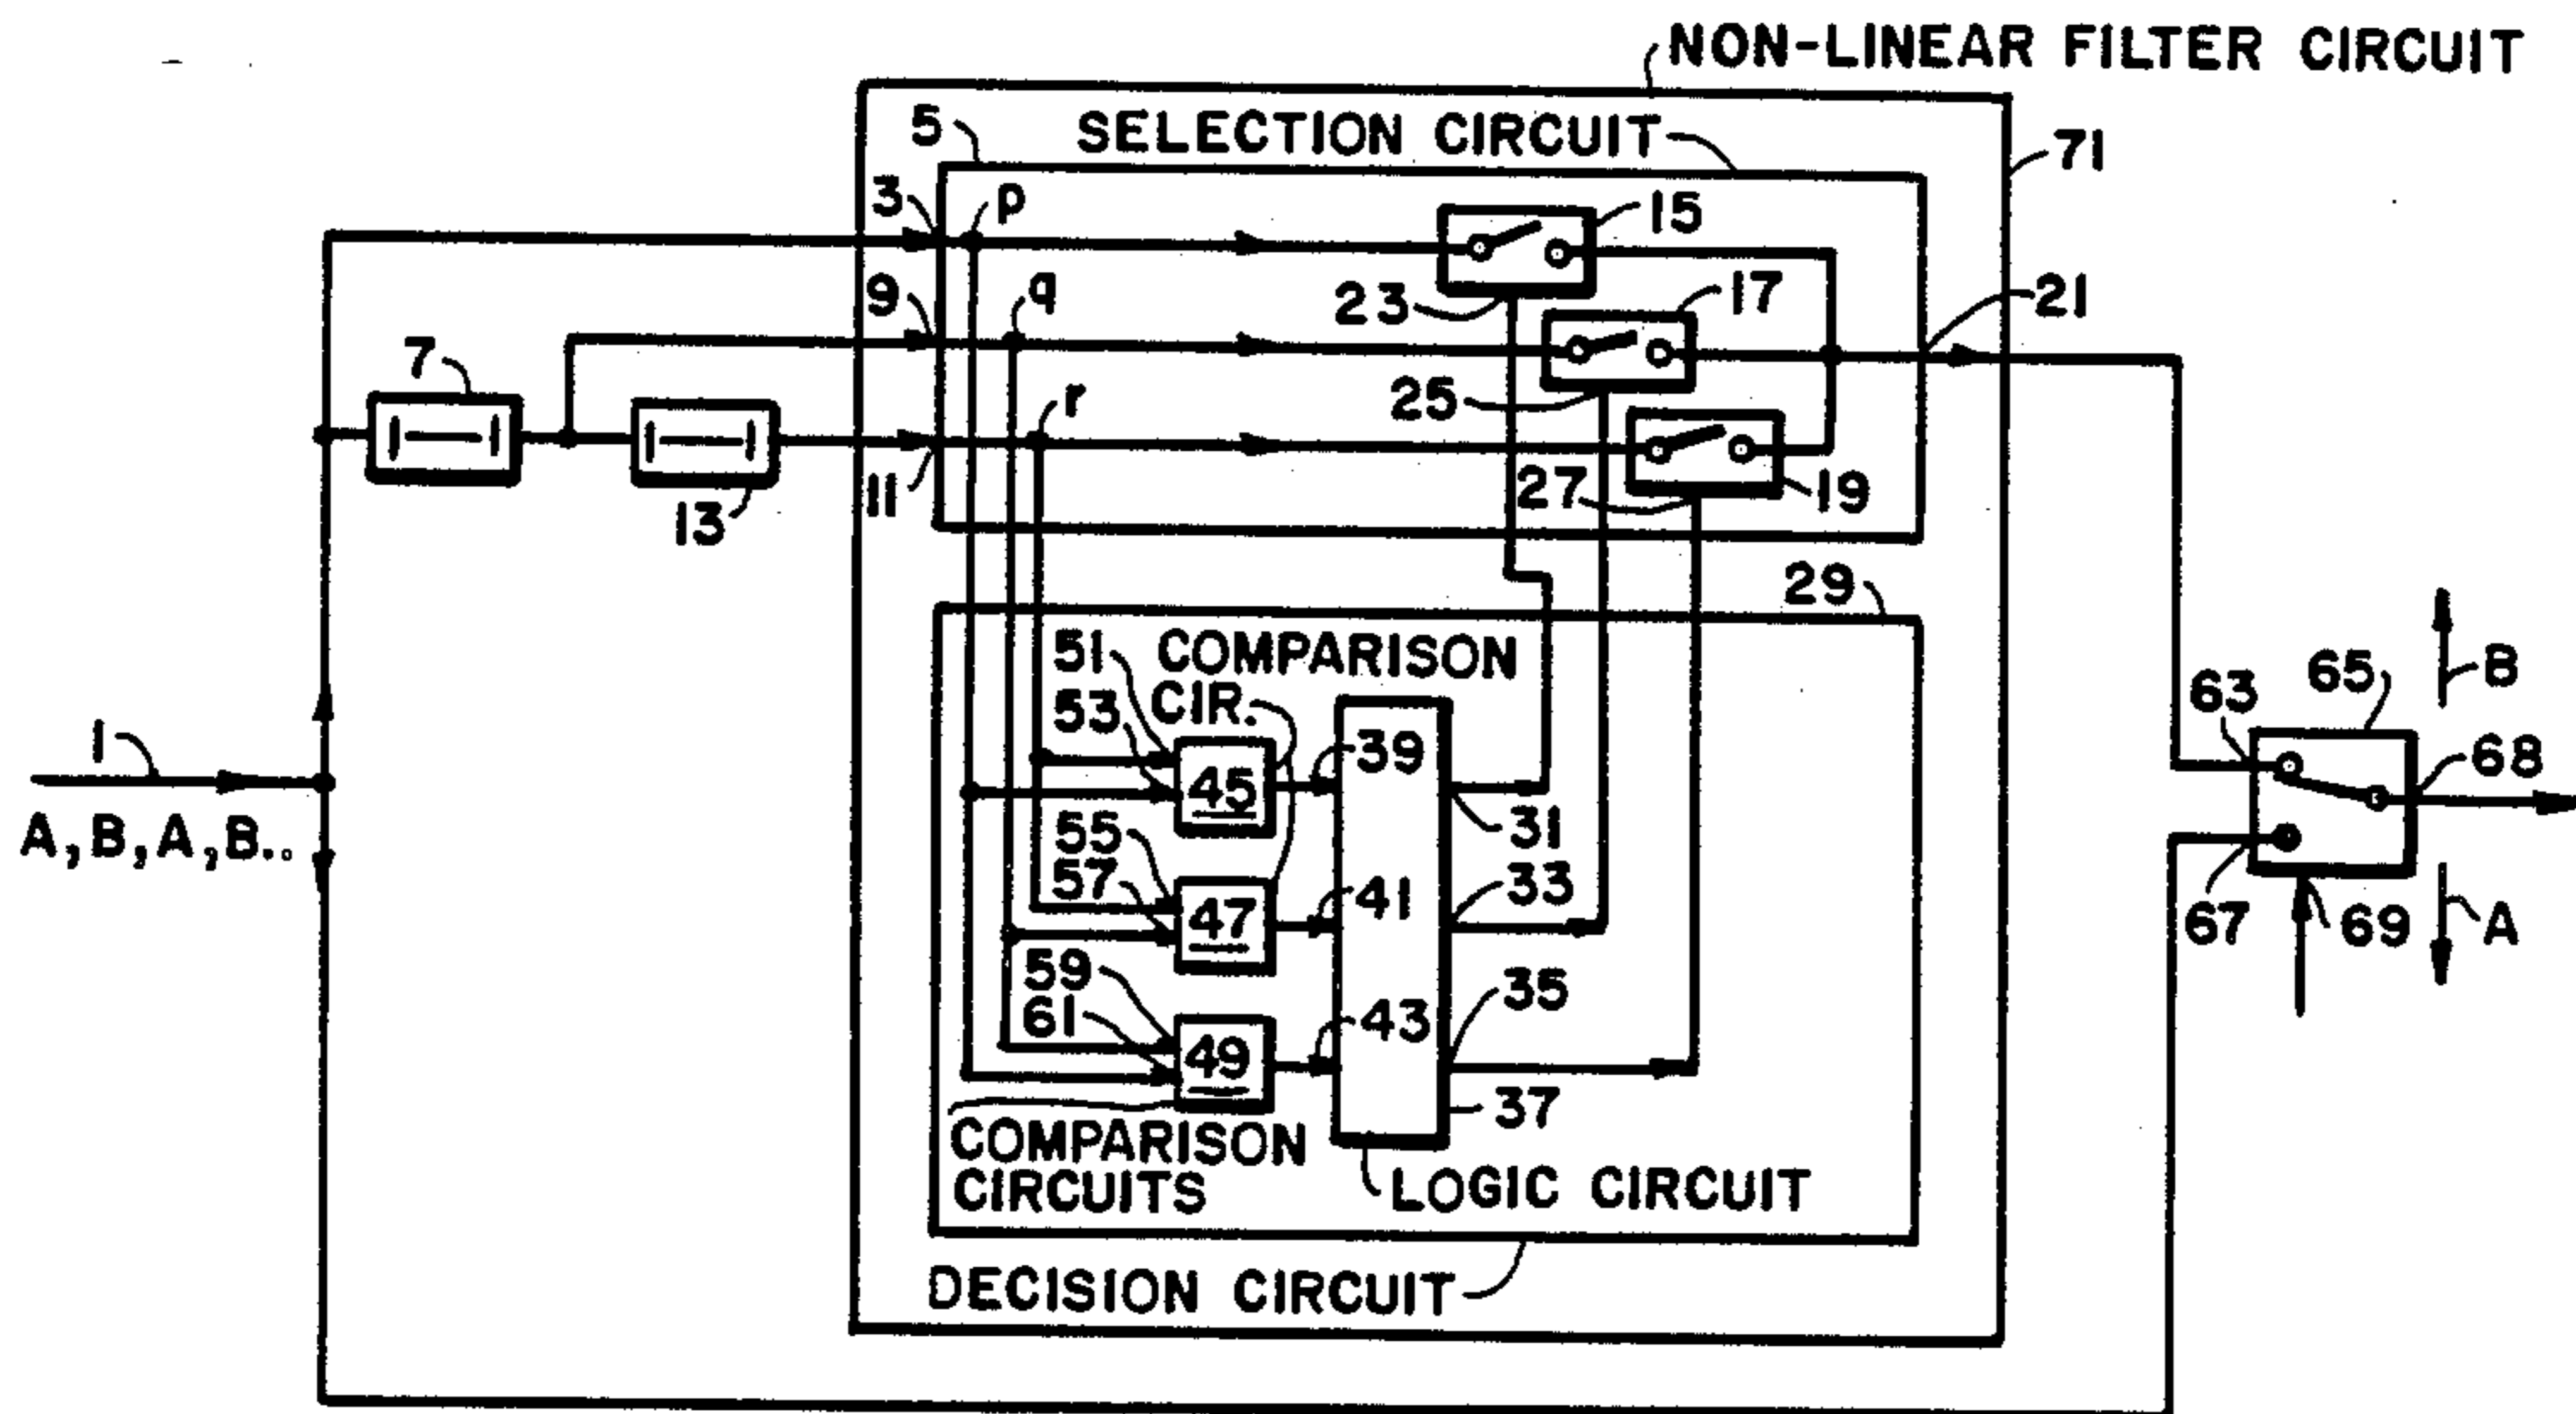 NON-LINEAR FILTER CIRCUIT
5 SELECTION CIRCUIT
71
3 p 15
9 q 23 17 21
7 25
r
11 27 19
13
29
51 COMPARISON
53 CIR.
B
65
63
1 45 39 68
A,B,A,B..
31
55
57 47 41 33
67 69 A
59
61 49 43 35
37
COMPARISON
CIRCUITS
LOGIC CIRCUIT
DECISION CIRCUIT